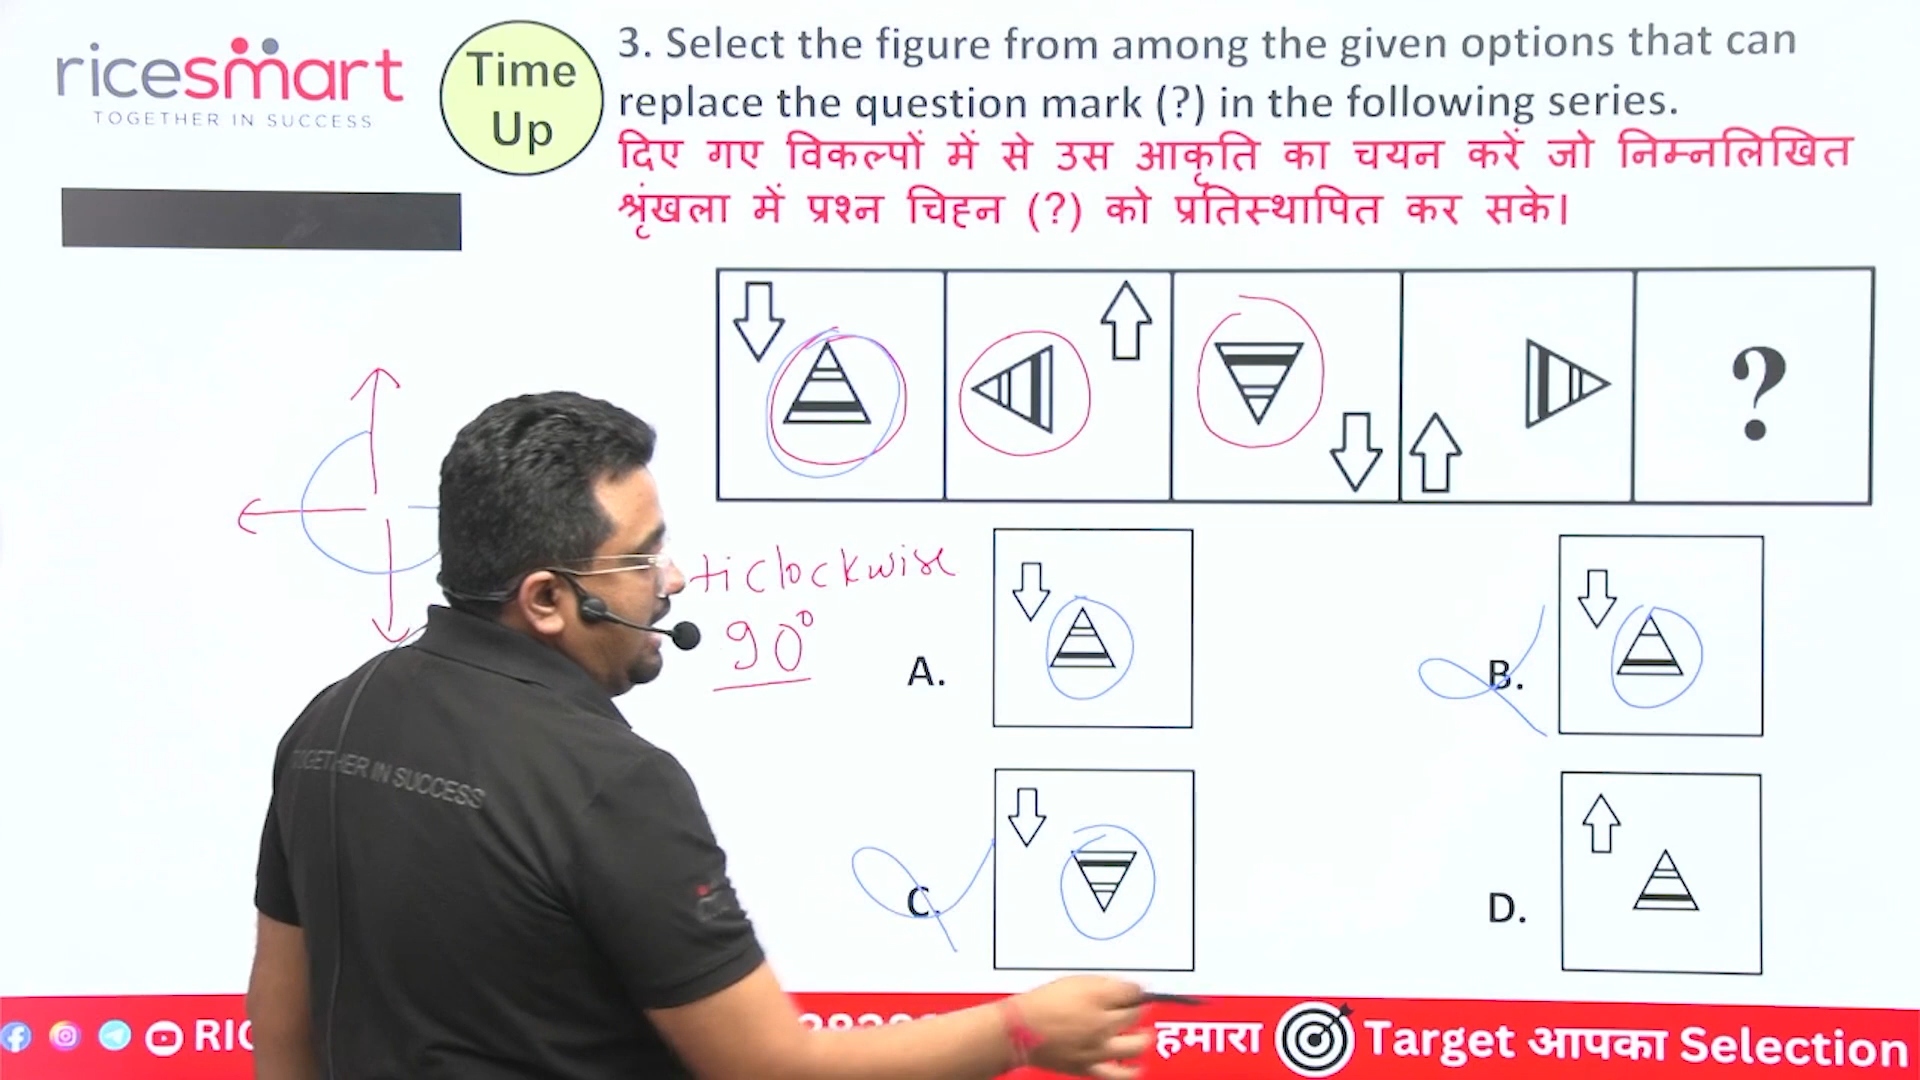 ricesmart
TOGETHER IN SUCCESS
Time
Up
3. Select the figure from among the given options that can
replace the question mark (?) in the following series.
दिए गए विकल्पों में से उस आकृति का चयन करें जो निम्नलिखित
श्रृंखला में प्रश्न चिह्न (?) को प्रतिस्थापित कर सके।
?
ticlockwise
90°
A.
B.
C.
D.
TOGETHER IN SUCCESS
हमारा Target आपका Selection